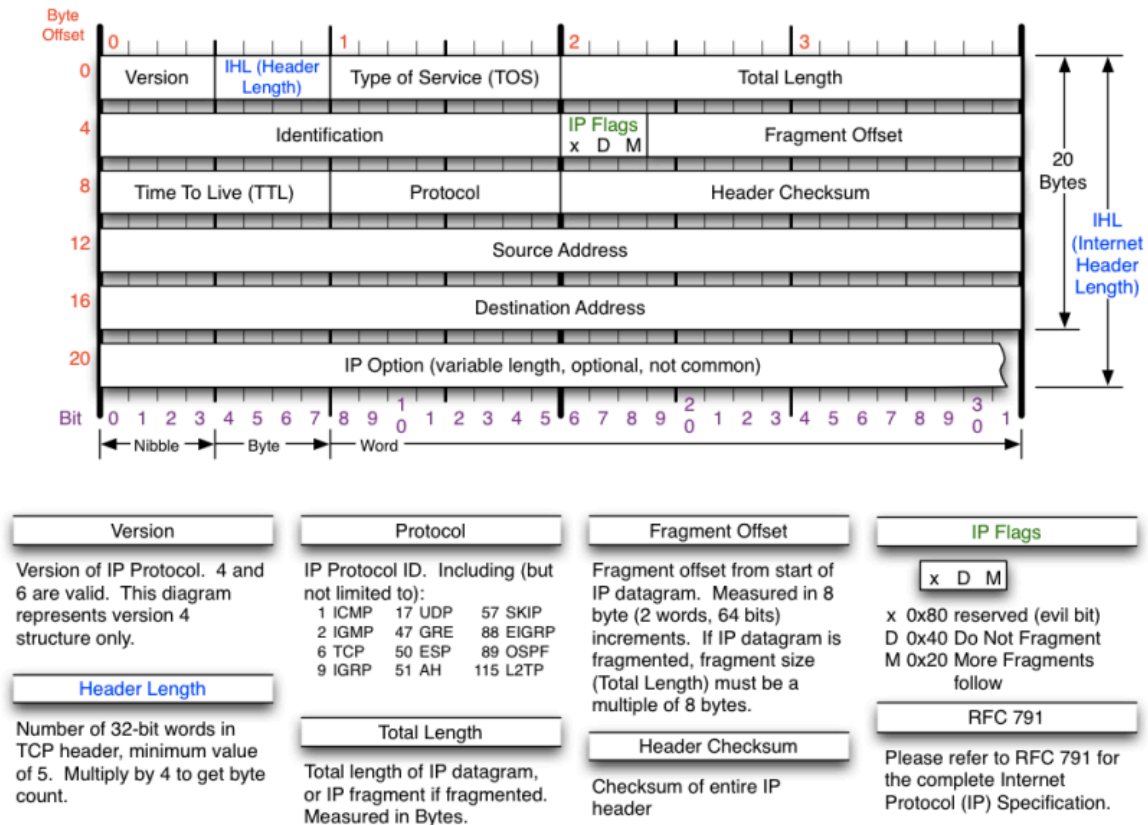 Byte
Offset
0 1 2 3
0 Version IHL (Header Length) Type of Service (TOS) Total Length
4 Identification IP Flags x D M Fragment Offset
8 Time To Live (TTL) Protocol Header Checksum
12 Source Address
16 Destination Address
20 IP Option (variable length, optional, not common)
20
Bytes
IHL
(Internet
Header
Length)
Bit 0 1 2 3 4 5 6 7 8 9 10 1 2 3 4 5 6 7 8 9 20 1 2 3 4 5 6 7 8 9 30 1
Nibble Byte Word
Version
Version of IP Protocol. 4 and
6 are valid. This diagram
represents version 4
structure only.
Header Length
Number of 32-bit words in
TCP header, minimum value
of 5. Multiply by 4 to get byte
count.
Protocol
IP Protocol ID. Including (but
not limited to):
1 ICMP 17 UDP 57 SKIP
2 IGMP 47 GRE 88 EIGRP
6 TCP 50 ESP 89 OSPF
9 IGRP 51 AH 115 L2TP
Total Length
Total length of IP datagram,
or IP fragment if fragmented.
Measured in Bytes.
Fragment Offset
Fragment offset from start of
IP datagram. Measured in 8
byte (2 words, 64 bits)
increments. If IP datagram is
fragmented, fragment size
(Total Length) must be a
multiple of 8 bytes.
Header Checksum
Checksum of entire IP
header
IP Flags
x D M
x 0x80 reserved (evil bit)
D 0x40 Do Not Fragment
M 0x20 More Fragments
follow
RFC 791
Please refer to RFC 791 for
the complete Internet
Protocol (IP) Specification.